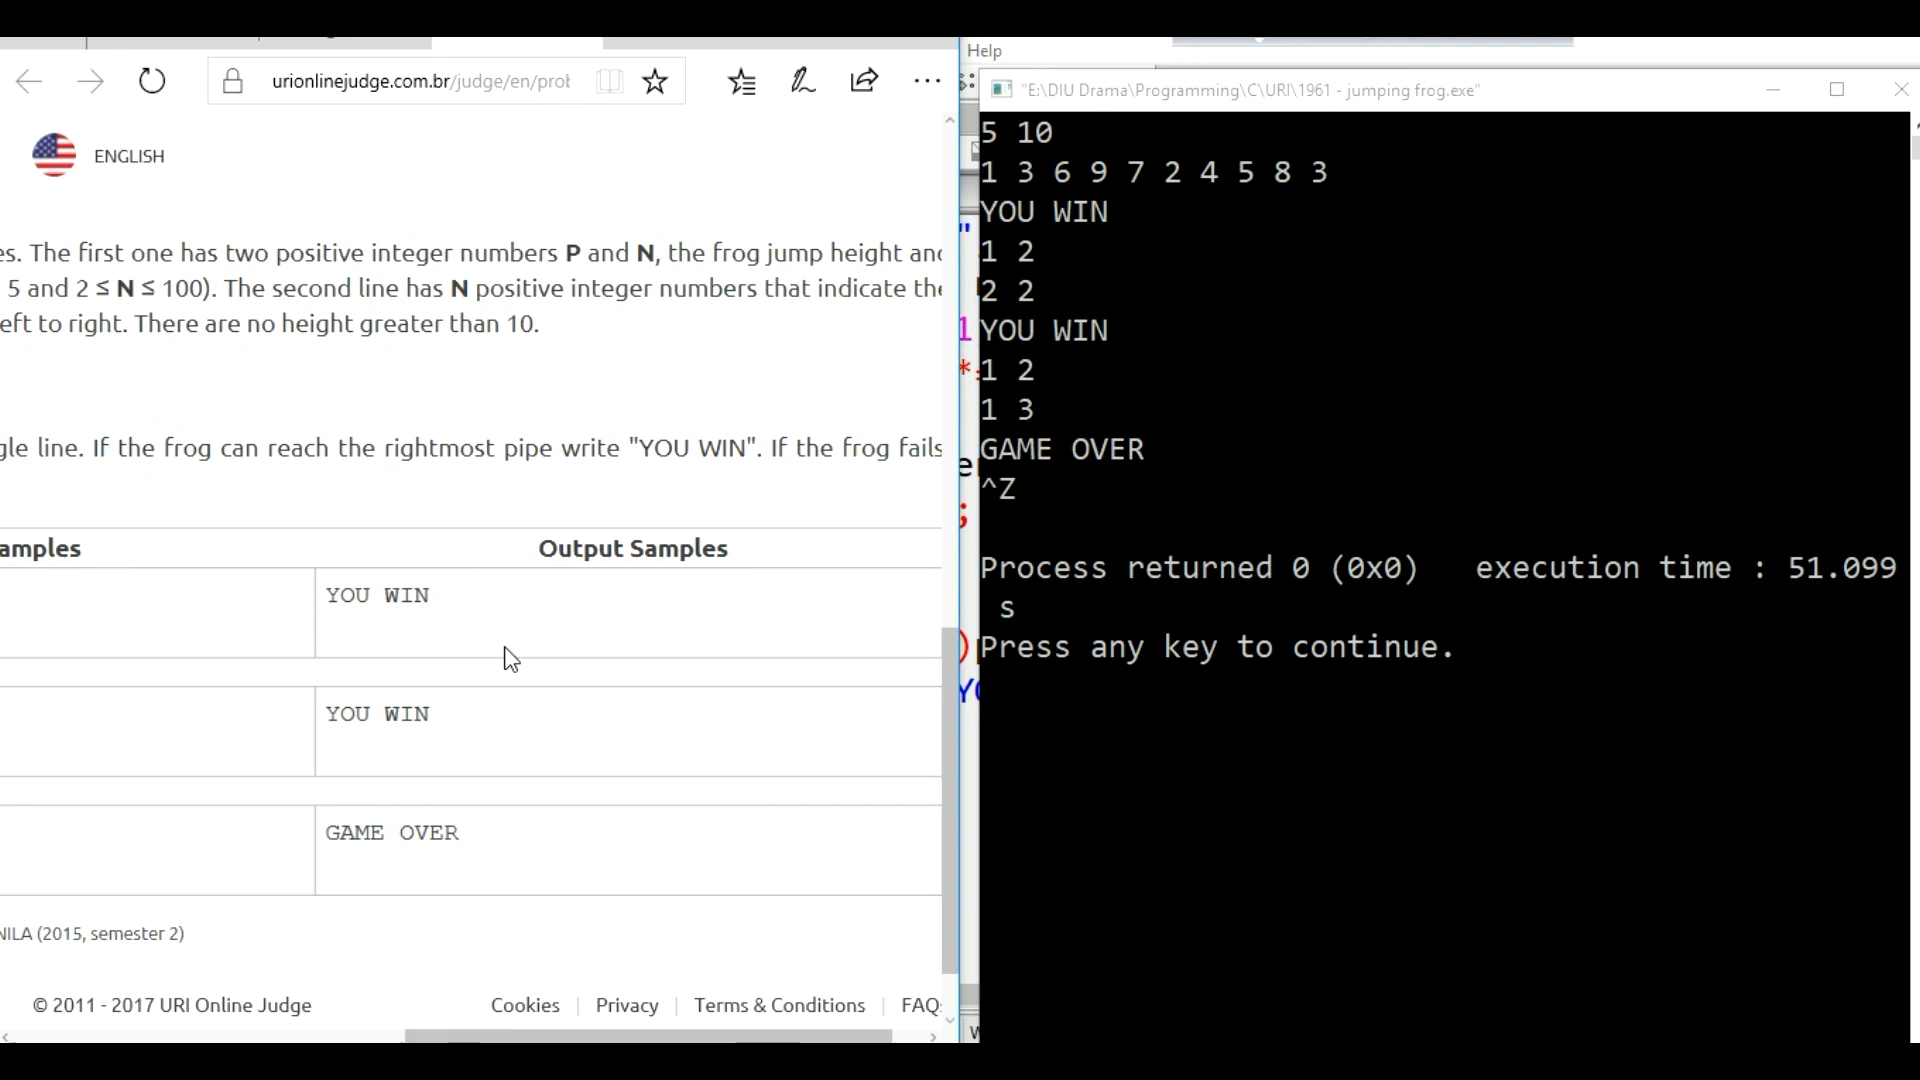 urionlinejudge.com.br/judge/en/prob
ENGLISH
es. The first one has two positive integer numbers P and N, the frog jump height and
5 and 2 ≤ N ≤ 100). The second line has N positive integer numbers that indicate the
eft to right. There are no height greater than 10.
gle line. If the frog can reach the rightmost pipe write "YOU WIN". If the frog fails
amples Output Samples
YOU WIN
YOU WIN
GAME OVER
NILA (2015, semester 2)
© 2011 - 2017 URI Online Judge Cookies Privacy Terms & Conditions FAQ
Help
"E:\DIU Drama\Programming\C\URI\1961 - jumping frog.exe"
5 10
1 3 6 9 7 2 4 5 8 3
YOU WIN
1 2
2 2
YOU WIN
1 2
1 3
GAME OVER
^Z
Process returned 0 (0x0) execution time : 51.099
s
Press any key to continue.